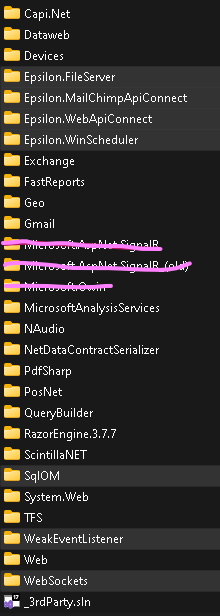 Capi.Net
Dataweb
Devices
Epsilon.FileServer
Epsilon.MailChimpApiConnect
Epsilon.WebApiConnect
Epsilon.WinScheduler
Exchange
FastReports
Geo
Gmail
Microsoft.AspNet.SignalR
Microsoft.AspNet.SignalR (old)
Microsoft.Owin
MicrosoftAnalysisServices
NAudio
NetDataContractSerializer
PdfSharp
PosNet
QueryBuilder
RazorEngine.3.7.7
ScintillaNET
SqlOM
System.Web
TFS
WeakEventListener
Web
WebSockets
_3rdParty.sln